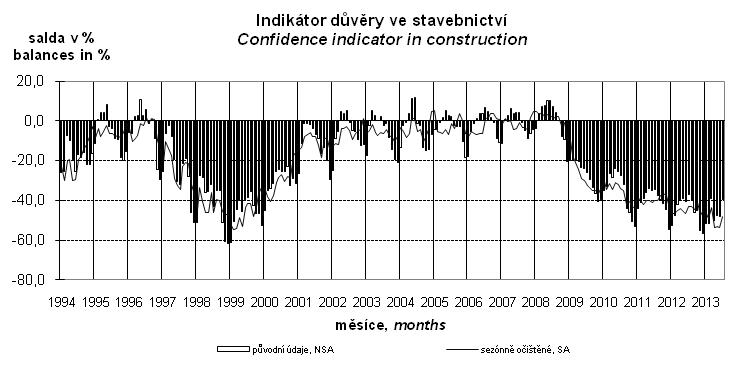 Indikátor důvěry ve stavebnictví
Confidence indicator in construction
salda v %
balances in %
20,0
0,0
-20,0
-40,0
-60,0
-80,0
1994 1995 1996 1997 1998 1999 2000 2001 2002 2003 2004 2005 2006 2007 2008 2009 2010 2011 2012 2013
měsíce, months
původní údaje, NSA
sezónně očištěné, SA